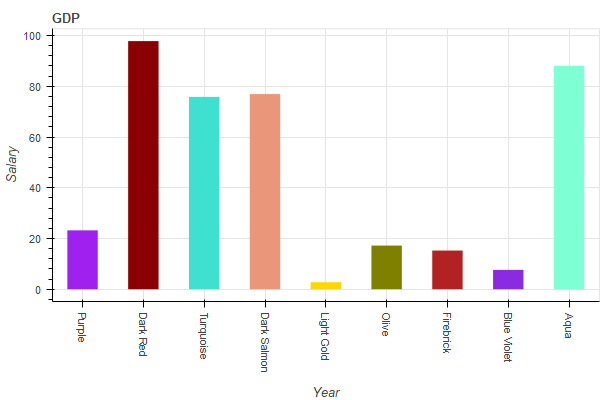 GDP
100
80
60
40
20
0
Salary
Purple
Dark Red
Turquoise
Dark Salmon
Light Gold
Olive
Firebrick
Blue Violet
Aqua
Year